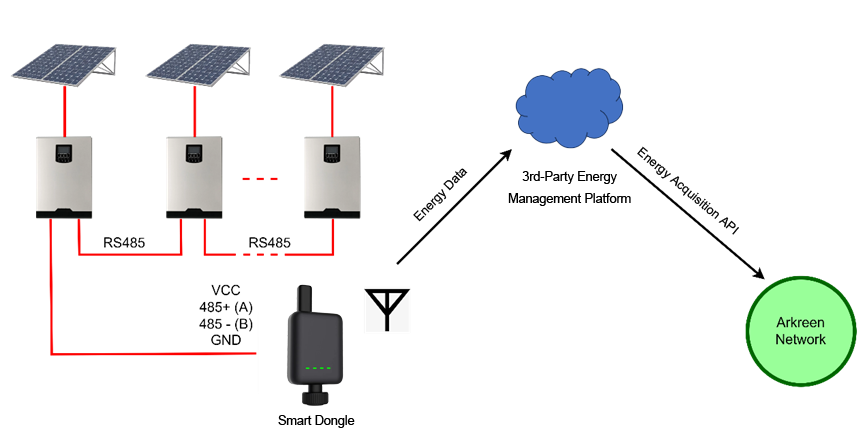 3rd-Party Energy
Management Platform
Energy Data
Energy Acquisition API
RS485
RS485
VCC
485+ (A)
485 - (B)
GND
Smart Dongle
Arkreen
Network